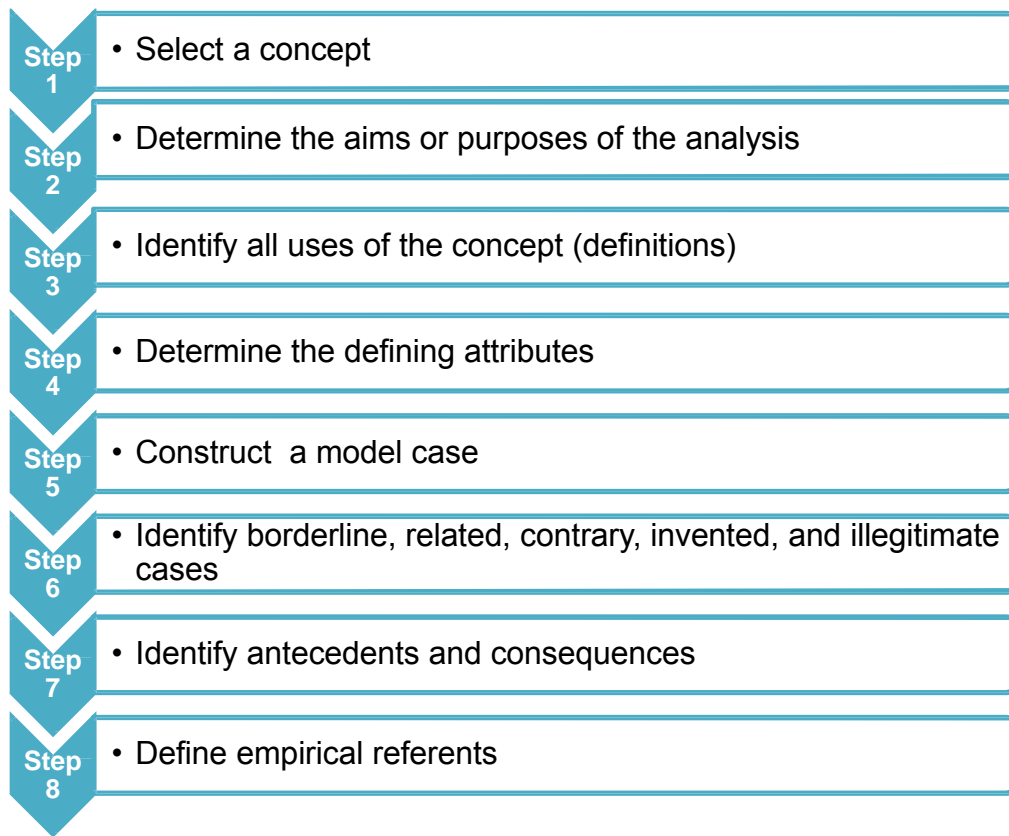 Step 1
• Select a concept
Step 2
• Determine the aims or purposes of the analysis
Step 3
• Identify all uses of the concept (definitions)
Step 4
• Determine the defining attributes
Step 5
• Construct  a model case
Step 6
• Identify borderline, related, contrary, invented, and illegitimate
cases
Step 7
• Identify antecedents and consequences
Step 8
• Define empirical referents